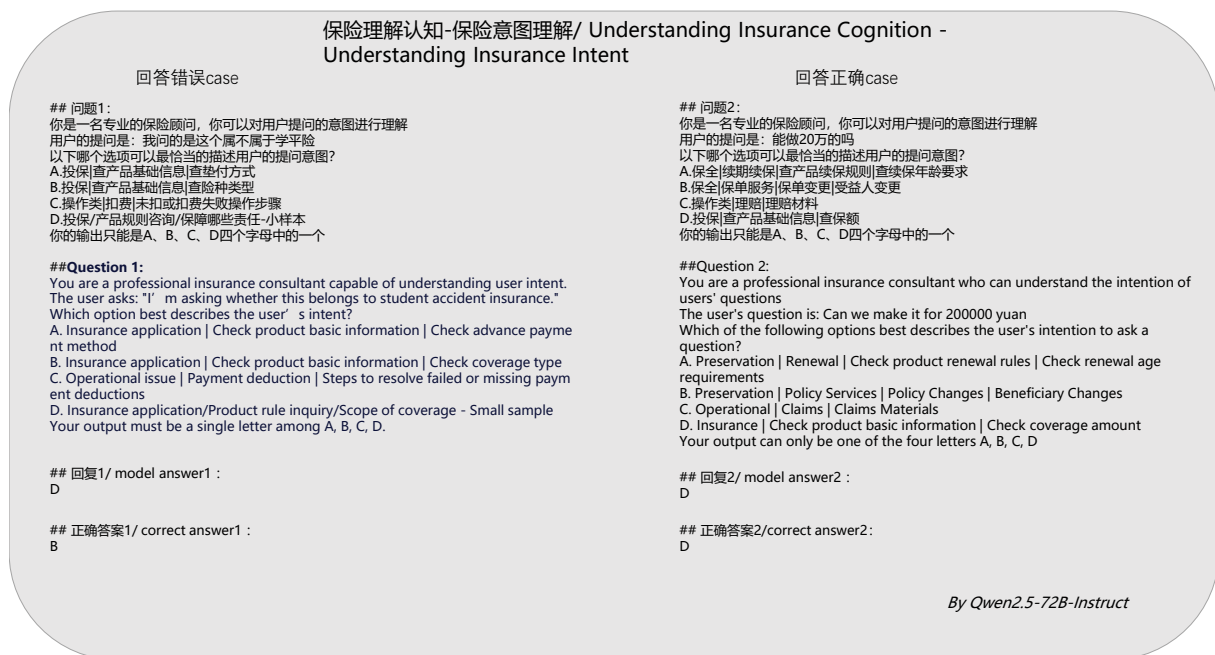 保险理解认知-保险意图理解/ Understanding Insurance Cognition -
Understanding Insurance Intent
回答错误case
## 问题1：
你是一名专业的保险顾问，你可以对用户提问的意图进行理解
用户的提问是：我问的是这个属不属于学平险
以下哪个选项可以最恰当的描述用户的提问意图？
A.投保|查产品基础信息|查垫付方式
B.投保|查产品基础信息|查险种类型
C.操作类|扣费|未扣或扣费失败操作步骤
D.投保/产品规则咨询/保障哪些责任-小样本
你的输出只能是A、B、C、D四个字母中的一个
##Question 1:
You are a professional insurance consultant capable of understanding user intent.
The user asks: "I’m asking whether this belongs to student accident insurance."
Which option best describes the user’s intent?
A. Insurance application | Check product basic information | Check advance payme
nt method
B. Insurance application | Check product basic information | Check coverage type
C. Operational issue | Payment deduction | Steps to resolve failed or missing paym
ent deductions
D. Insurance application/Product rule inquiry/Scope of coverage - Small sample
Your output must be a single letter among A, B, C, D.
## 回复1/ model answer1：
D
## 正确答案1/ correct answer1：
B
回答正确case
## 问题2：
你是一名专业的保险顾问，你可以对用户提问的意图进行理解
用户的提问是：能做20万的吗
以下哪个选项可以最恰当的描述用户的提问意图？
A.保全|续期续保|查产品续保规则|查续保年龄要求
B.保全|保单服务|保单变更|受益人变更
C.操作类|理赔|理赔材料
D.投保|查产品基础信息|查保额
你的输出只能是A、B、C、D四个字母中的一个
##Question 2:
You are a professional insurance consultant who can understand the intention of
users' questions
The user's question is: Can we make it for 200000 yuan
Which of the following options best describes the user's intention to ask a
question?
A. Preservation | Renewal | Check product renewal rules | Check renewal age
requirements
B. Preservation | Policy Services | Policy Changes | Beneficiary Changes
C. Operational | Claims | Claims Materials
D. Insurance | Check product basic information | Check coverage amount
Your output can only be one of the four letters A, B, C, D
## 回复2/ model answer2：
D
## 正确答案2/correct answer2：
D
By Qwen2.5-72B-Instruct